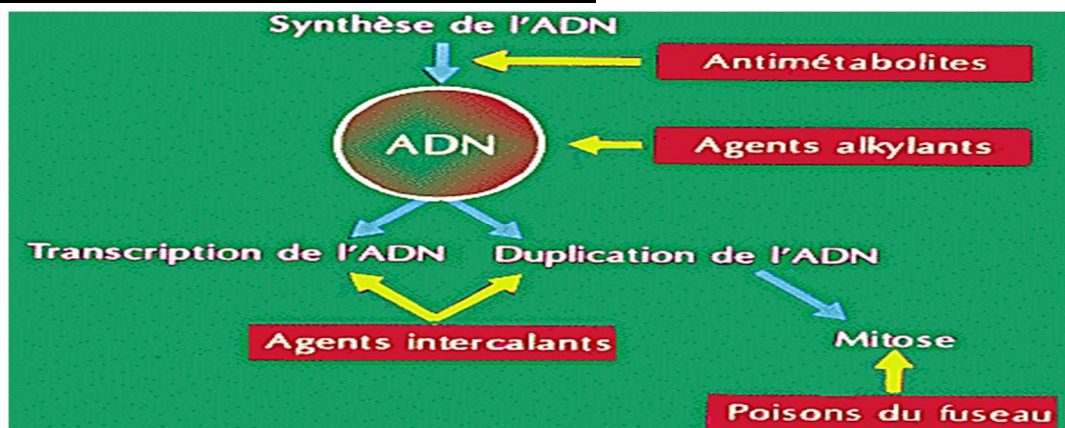 Synthèse de l'ADN
Antimétabolites
ADN
Agents alkylants
Transcription de l'ADN
Duplication de l'ADN
Agents intercalants
Mitose
Poisons du fuseau